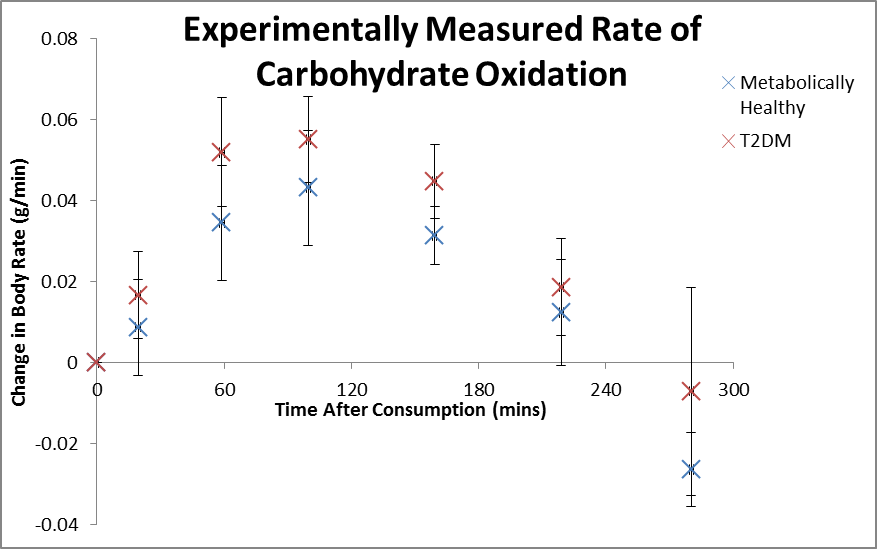 Experimentally Measured Rate of
Carbohydrate Oxidation
0.08
0.06
0.04
0.02
0
-0.02
-0.04
Change in Body Rate (g/min)
0 60 120 180 240 300
Time After Consumption (mins)
Metabolically
Healthy
T2DM